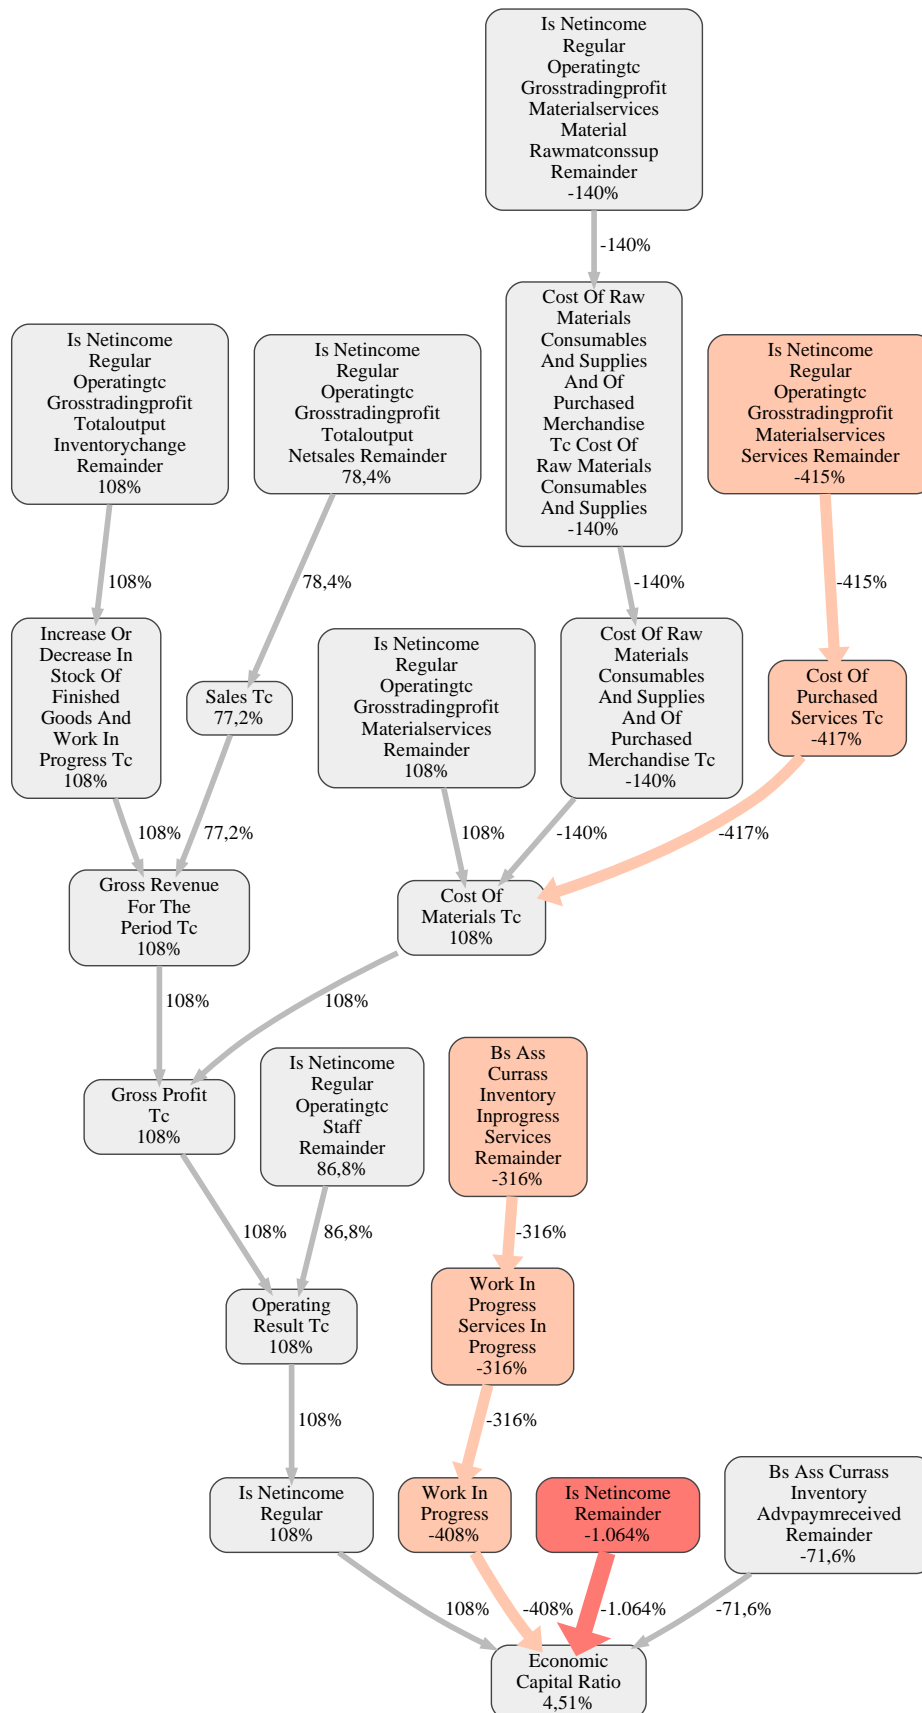 Is Netincome
Regular
Operatingtc
Grosstradingprofit
Materialservices
Material
Rawmatconssup
Remainder
-140%
-140%
Is Netincome
Regular
Operatingtc
Grosstradingprofit
Totaloutput
Inventorychange
Remainder
108%
Is Netincome
Regular
Operatingtc
Grosstradingprofit
Totaloutput
Netsales Remainder
78,4%
Cost Of Raw
Materials
Consumables
And Supplies
And Of
Purchased
Merchandise
Tc Cost Of
Raw Materials
Consumables
And Supplies
-140%
Is Netincome
Regular
Operatingtc
Grosstradingprofit
Materialservices
Services Remainder
-415%
108%
78,4%
-140%
-415%
Increase Or
Decrease In
Stock Of
Finished
Goods And
Work In
Progress Tc
108%
Sales Tc
77,2%
Is Netincome
Regular
Operatingtc
Grosstradingprofit
Materialservices
Remainder
108%
Cost Of Raw
Materials
Consumables
And Supplies
And Of
Purchased
Merchandise Tc
-140%
Cost Of
Purchased
Services Tc
-417%
108%
77,2%
108%
-140%
-417%
Gross Revenue
For The
Period Tc
108%
Cost Of
Materials Tc
108%
108%
108%
Gross Profit
Tc
108%
Is Netincome
Regular
Operatingtc
Staff
Remainder
86,8%
Bs Ass
Currass
Inventory
Inprogress
Services
Remainder
-316%
108%
86,8%
-316%
Operating
Result Tc
108%
Work In
Progress
Services In
Progress
-316%
108%
-316%
Is Netincome
Regular
108%
Work In
Progress
-408%
Is Netincome
Remainder
-1.064%
Bs Ass Currass
Inventory
Advpaymreceived
Remainder
-71,6%
108%
-408%
-1.064%
-71,6%
Economic
Capital Ratio
4,51%